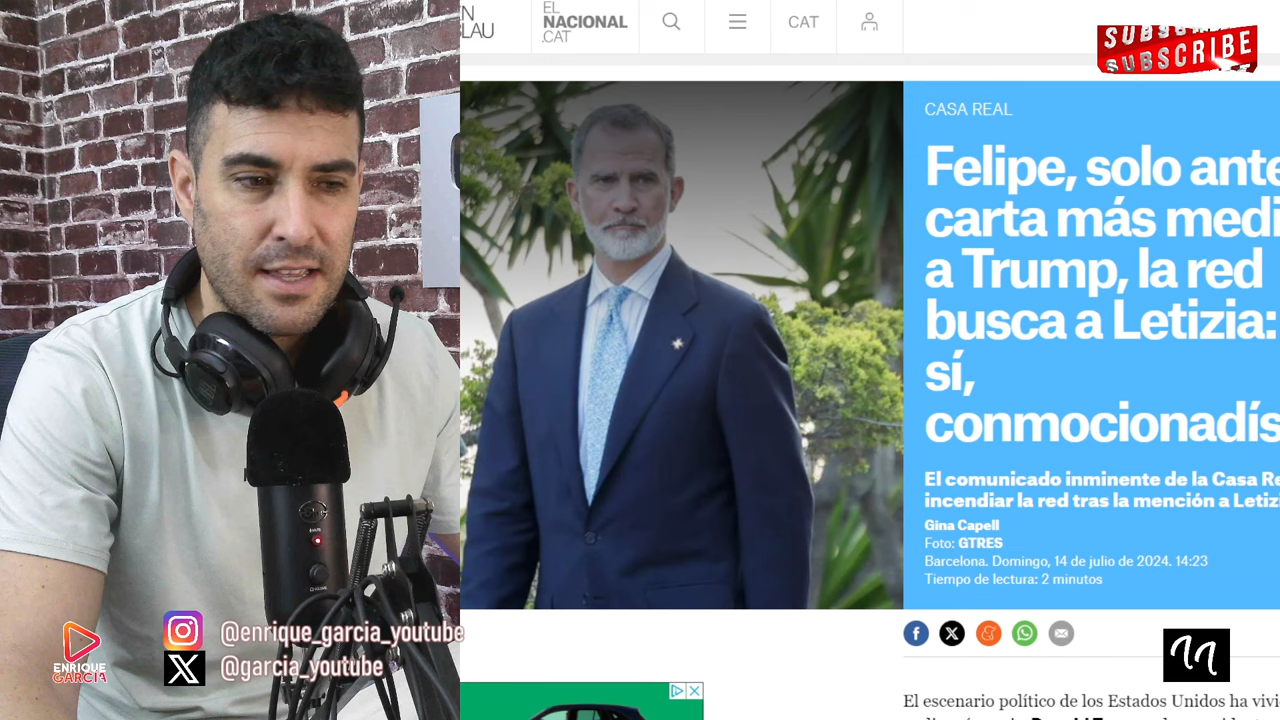 EL
NACIONAL
.CAT
CAT
SUBSCRIBE
SUBSCRIBE
CASA REAL
Felipe, solo ante
carta más medi
a Trump, la red
busca a Letizia:
sí,
conmocionadís
El comunicado inminente de la Casa Re
incendiar la red tras la mención a Letiz
Gina Capell
Foto: GTRES
Barcelona. Domingo, 14 de julio de 2024. 14:23
Tiempo de lectura: 2 minutos
@enrique_garcia_youtube
@garcia_youtube
ENRIQUE
GARCIA
El escenario político de los Estados Unidos ha vivi